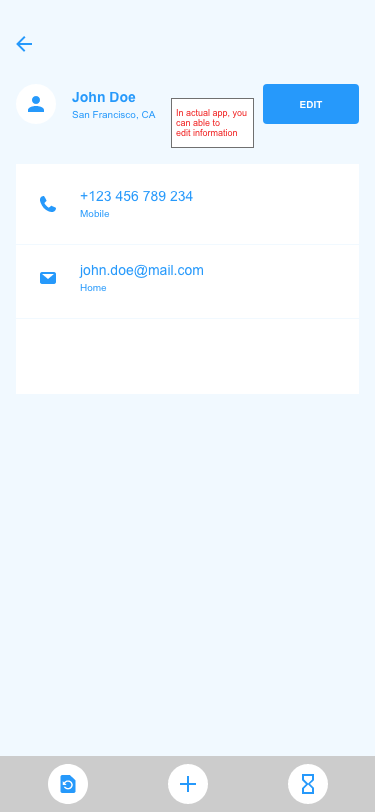 John Doe
San Francisco, CA
In actual app, you
can able to
edit information
EDIT
+123 456 789 234
Mobile
john.doe@mail.com
Home